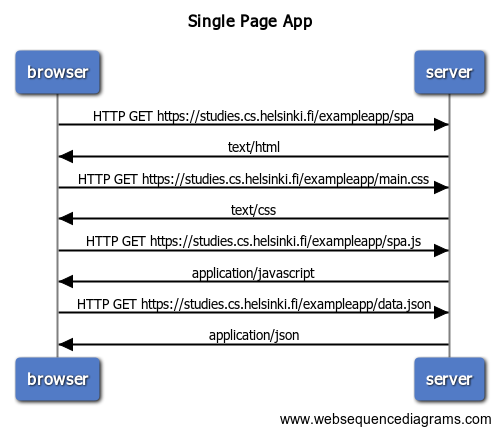 Single Page App
browser
server
HTTP GET https://studies.cs.helsinki.fi/exampleapp/spa
text/html
HTTP GET https://studies.cs.helsinki.fi/exampleapp/main.css
text/css
HTTP GET https://studies.cs.helsinki.fi/exampleapp/spa.js
application/javascript
HTTP GET https://studies.cs.helsinki.fi/exampleapp/data.json
application/json
browser
server
www.websequencediagrams.com